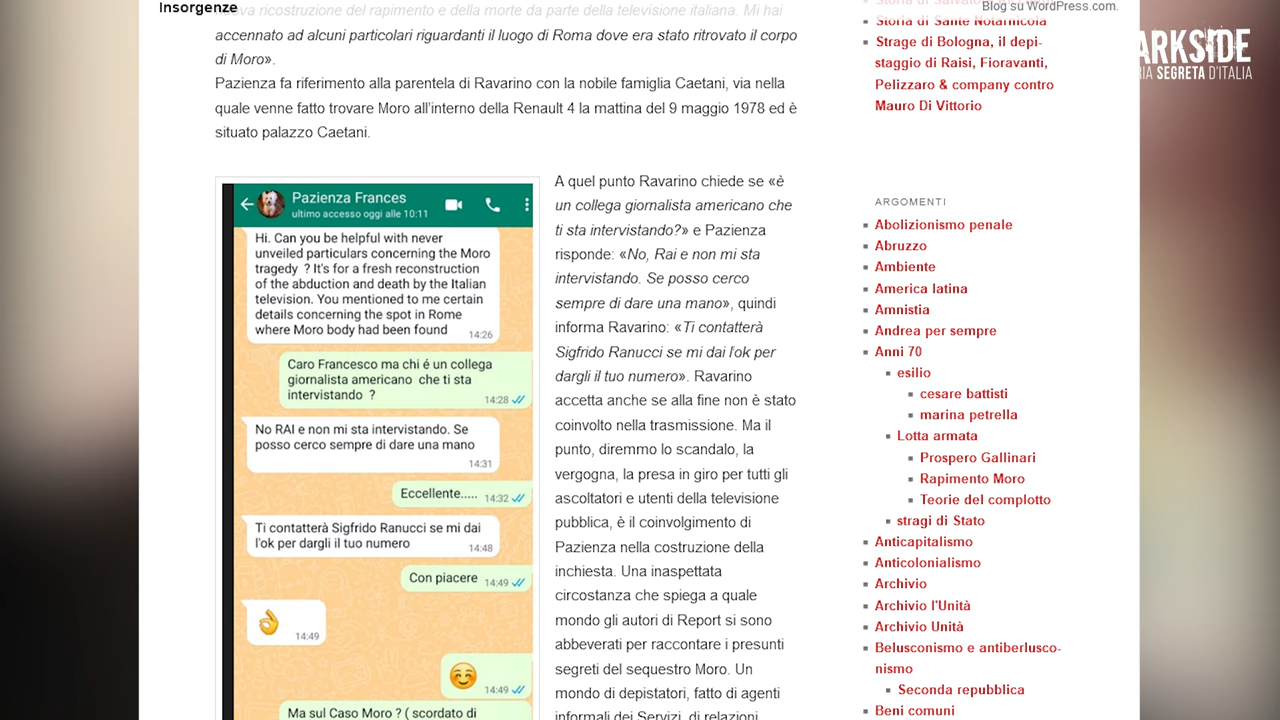 Insorgenze
Blog su WordPress.com.
nuova ricostruzione del rapimento e della morte da parte della televisione italiana. Mi hai
accennato ad alcuni particolari riguardanti il luogo di Roma dove era stato ritrovato il corpo
di Moro».
Pazienza fa riferimento alla parentela di Ravarino con la nobile famiglia Caetani, via nella
quale venne fatto trovare Moro all'interno della Renault 4 la mattina del 9 maggio 1978 ed è
situato palazzo Caetani.
Pazienza Frances
ultimo accesso oggi alle 10:11
Hi. Can you be helpful with never
unveiled particulars concerning the Moro
tragedy ? It's for a fresh reconstruction
of the abduction and death by the Italian
television. You mentioned to me certain
details concerning the spot in Rome
where Moro body had been found
14:26
Caro Francesco ma chi é un collega
giornalista americano che ti sta
intervistando ?
14:28
No RAI e non mi sta intervistando. Se
posso cerco sempre di dare una mano
14:31
Eccellente.....
14:32
Ti contatterà Sigfrido Ranucci se mi dai
l'ok per dargli il tuo numero
14:48
Con piacere
14:49
14:49
14:49
Ma sul Caso Moro ? ( scordato di
A quel punto Ravarino chiede se «è
un collega giornalista americano che
ti sta intervistando?» e Pazienza
risponde: «No, Rai e non mi sta
intervistando. Se posso cerco
sempre di dare una mano», quindi
informa Ravarino: «Ti contatterà
Sigfrido Ranucci se mi dai l'ok per
dargli il tuo numero». Ravarino
accetta anche se alla fine non è stato
coinvolto nella trasmissione. Ma il
punto, diremmo lo scandalo, la
vergogna, la presa in giro per tutti gli
ascoltatori e utenti della televisione
pubblica, è il coinvolgimento di
Pazienza nella costruzione della
inchiesta. Una inaspettata
circostanza che spiega a quale
mondo gli autori di Report si sono
abbeverati per raccontare i presunti
segreti del sequestro Moro. Un
mondo di depistatori, fatto di agenti
informali dei Servizi, di relazioni
Storia di Sante Notarnicola
Strage di Bologna, il depi-
staggio di Raisi, Fioravanti,
Pelizzaro & company contro
Mauro Di Vittorio
ARGOMENTI
Abolizionismo penale
Abruzzo
Ambiente
America latina
Amnistia
Andrea per sempre
Anni 70
esilio
cesare battisti
marina petrella
Lotta armata
Prospero Gallinari
Rapimento Moro
Teorie del complotto
stragi di Stato
Anticapitalismo
Anticolonialismo
Archivio
Archivio l'Unità
Archivio Unità
Belusconismo e antiberlusco-
nismo
Seconda repubblica
Beni comuni
ARKSIDE
RIA SEGRETA D'ITALIA